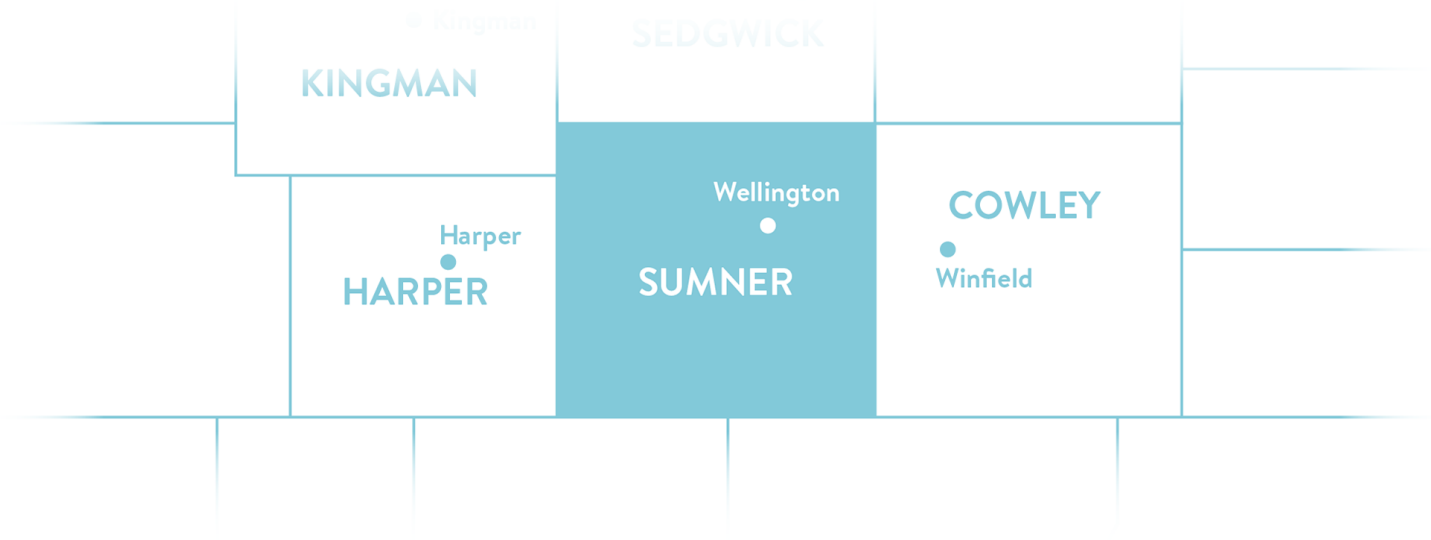 Kingman
SEDGWICK
KINGMAN
Wellington
COWLEY
Harper
SUMNER
Winfield
HARPER